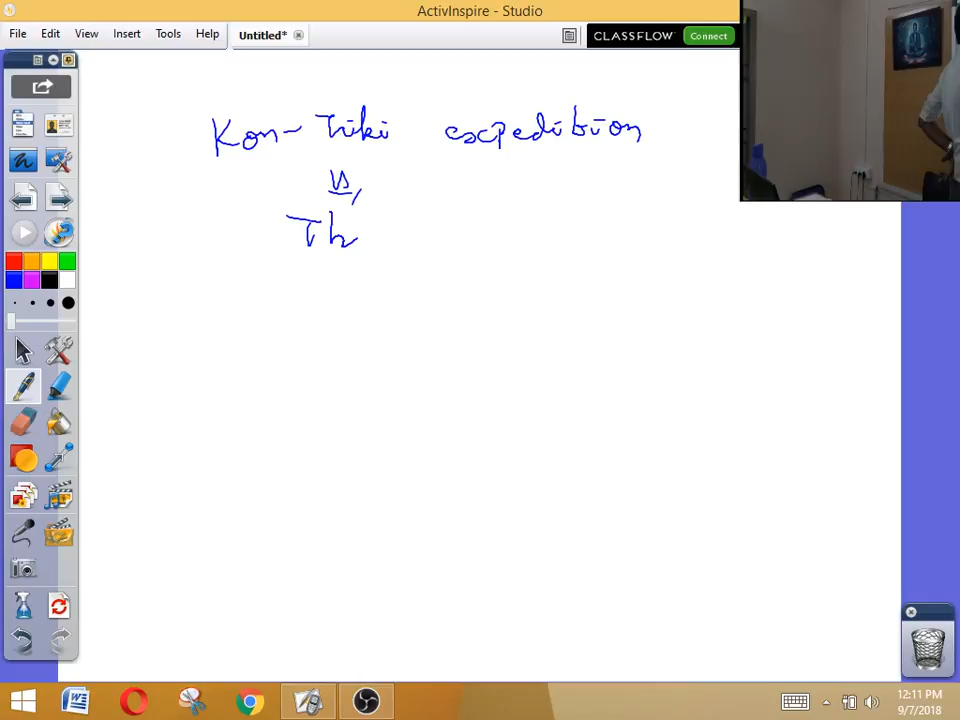 ActivInspire - Studio
File Edit View Insert Tools Help Untitled* CLASSFLOW Connect
Kon-Tiki expedition
Vs,
Th
12:11 PM
9/7/2018